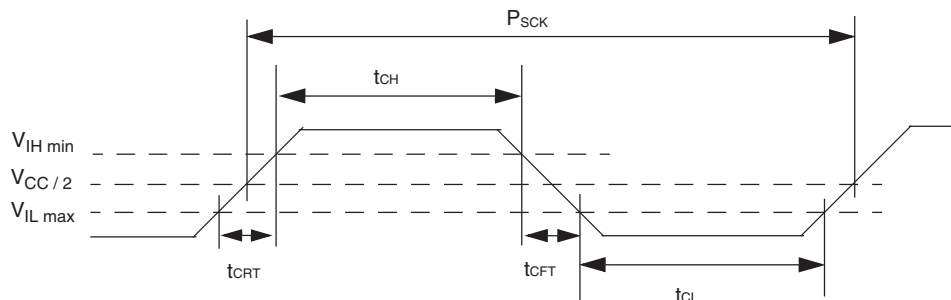 PSCK
tCH
VIH min
VCC / 2
VIL max
tCRT
tCFT
tCL